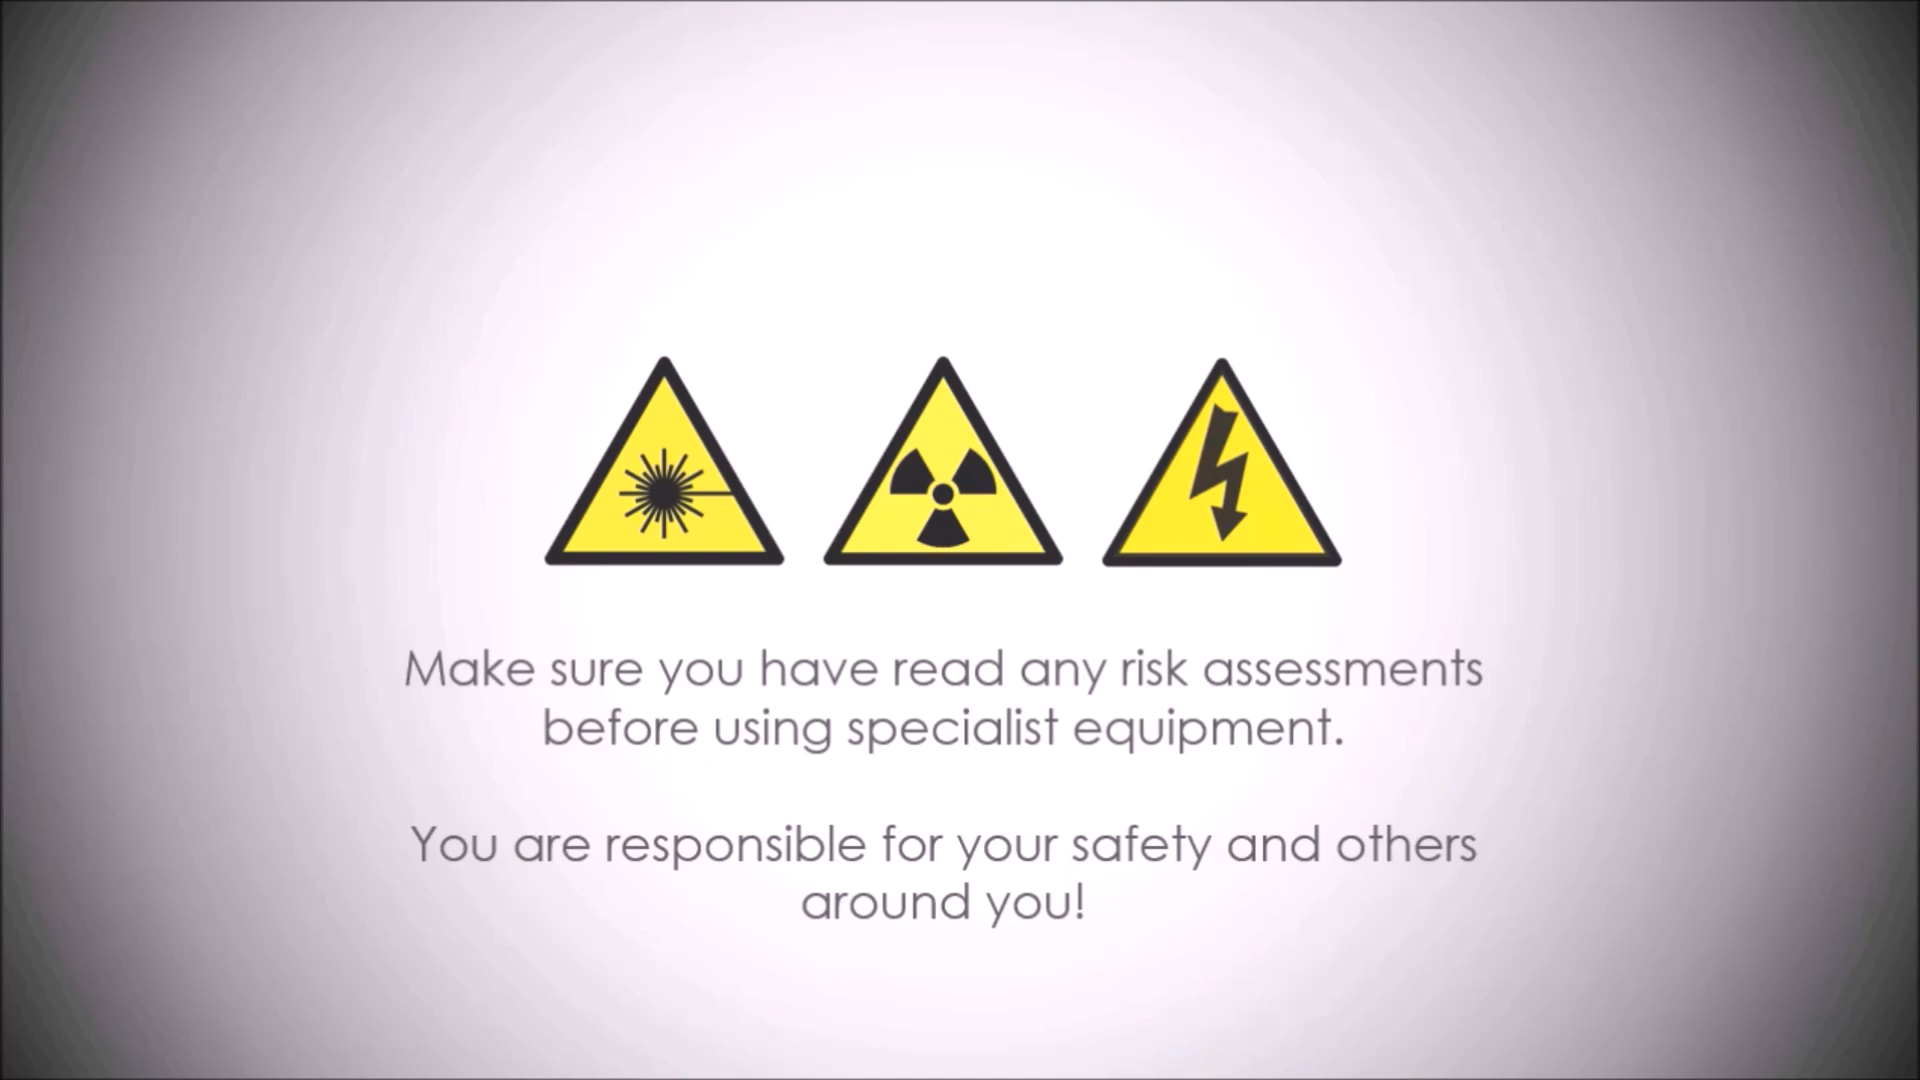 Make sure you have read any risk assessments
before using specialist equipment.
You are responsible for your safety and others
around you!